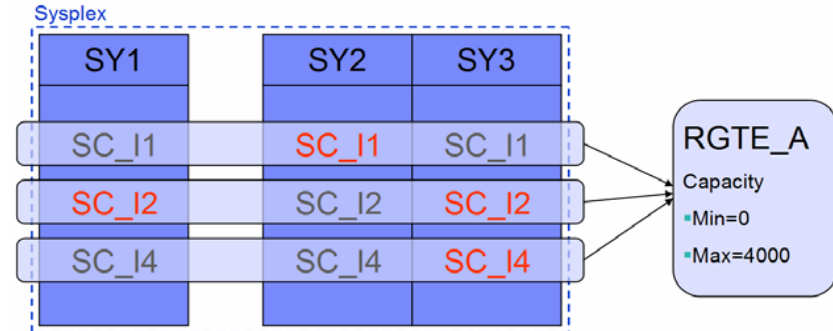 Sysplex
SY1 SY2 SY3
SC_I1 SC_I1 SC_I1
SC_I2 SC_I2 SC_I2
SC_I4 SC_I4 SC_I4
RGTE_A
Capacity
▪Min=0
▪Max=4000